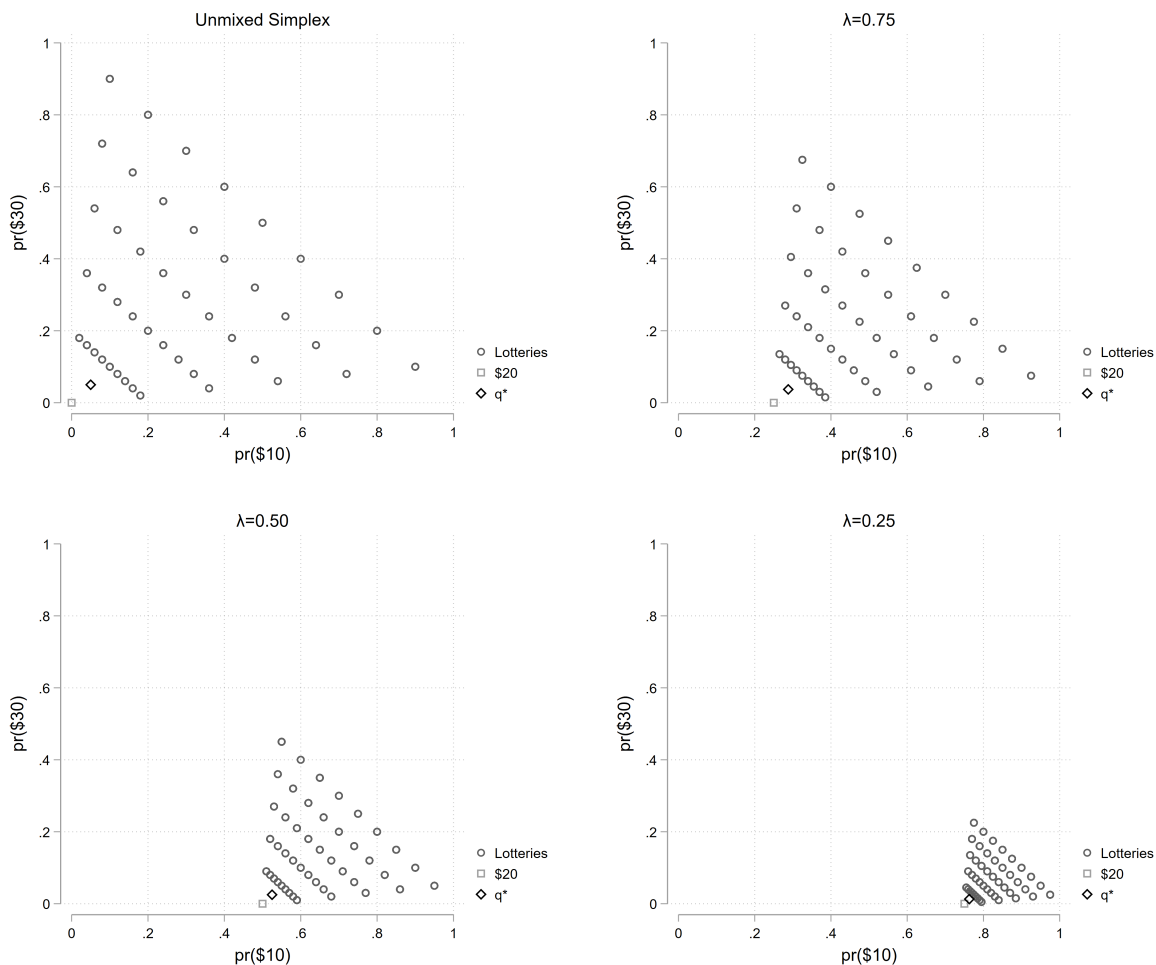 Unmixed Simplex
pr($30)
1
.8
.6
.4
.2
0
0 .2 .4 .6 .8 1
pr($10)
Lotteries
$20
q*
λ=0.75
pr($30)
1
.8
.6
.4
.2
0
0 .2 .4 .6 .8 1
pr($10)
Lotteries
$20
q*
λ=0.50
pr($30)
1
.8
.6
.4
.2
0
0 .2 .4 .6 .8 1
pr($10)
Lotteries
$20
q*
λ=0.25
pr($30)
1
.8
.6
.4
.2
0
0 .2 .4 .6 .8 1
pr($10)
Lotteries
$20
q*